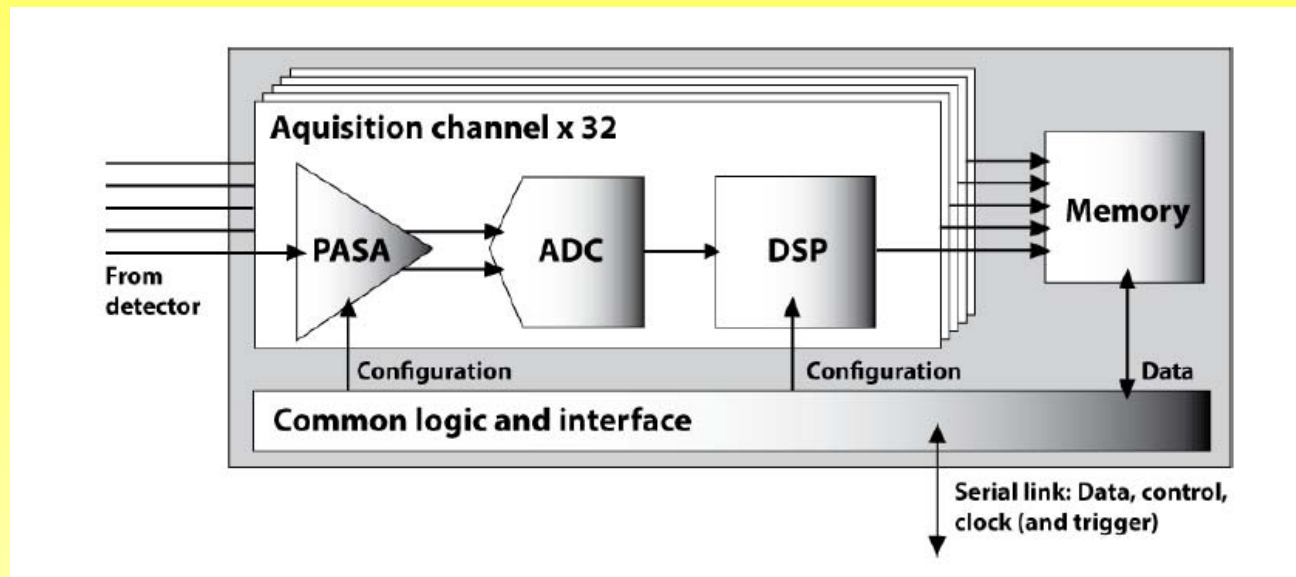 Aquisition channel x 32
PASA
ADC
DSP
Memory
From
detector
Configuration
Configuration
Data
Common logic and interface
Serial link: Data, control,
clock (and trigger)